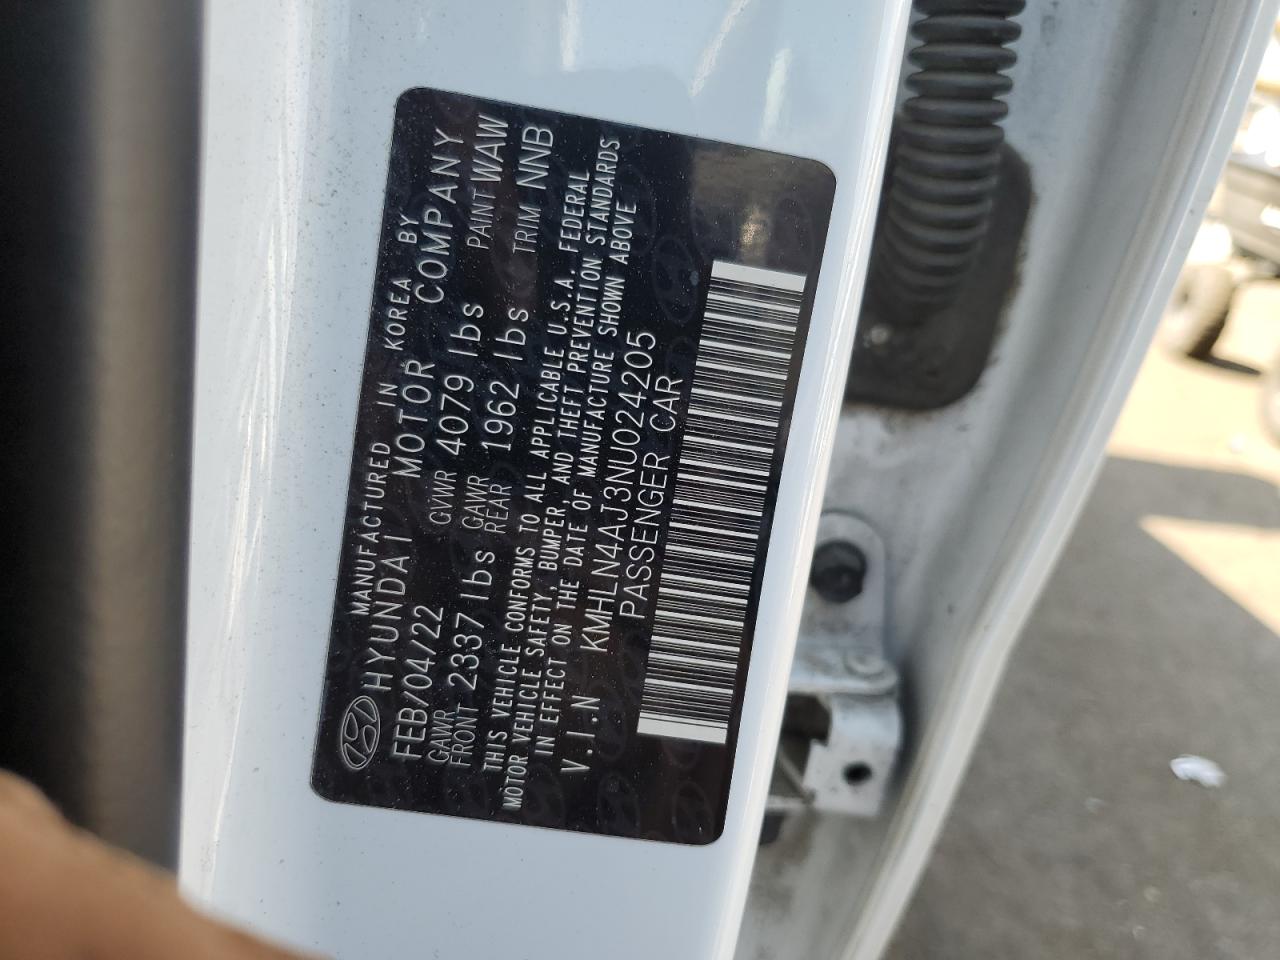 MANUFACTURED IN KOREA BY
HYUNDAI MOTOR COMPANY
FEB/04/22 GVWR 4079 lbs PAINT WAW
GAWR FRONT 2337 lbs GAWR REAR 1962 lbs TRIM NNB
THIS VEHICLE CONFORMS TO ALL APPLICABLE U.S.A. FEDERAL
MOTOR VEHICLE SAFETY, BUMPER, AND THEFT PREVENTION STANDARDS
IN EFFECT ON THE DATE OF MANUFACTURE SHOWN ABOVE
V.I.N KMHLN4AJ3NU024205
PASSENGER CAR